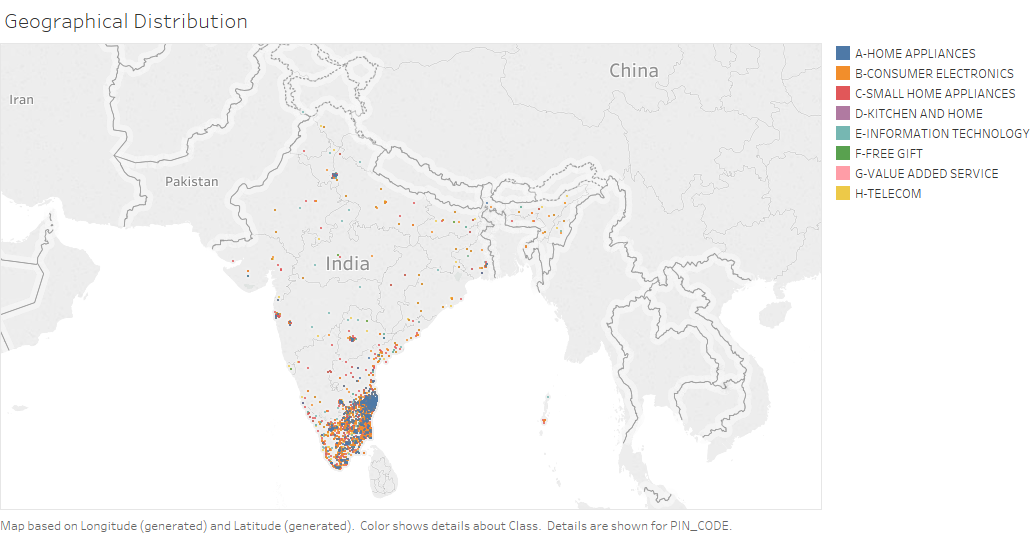 Geographical Distribution
Iran
Pakistan
India
China
A-HOME APPLIANCES
B-CONSUMER ELECTRONICS
C-SMALL HOME APPLIANCES
D-KITCHEN AND HOME
E-INFORMATION TECHNOLOGY
F-FREE GIFT
G-VALUE ADDED SERVICE
H-TELECOM
Map based on Longitude (generated) and Latitude (generated). Color shows details about Class. Details are shown for PIN_CODE.